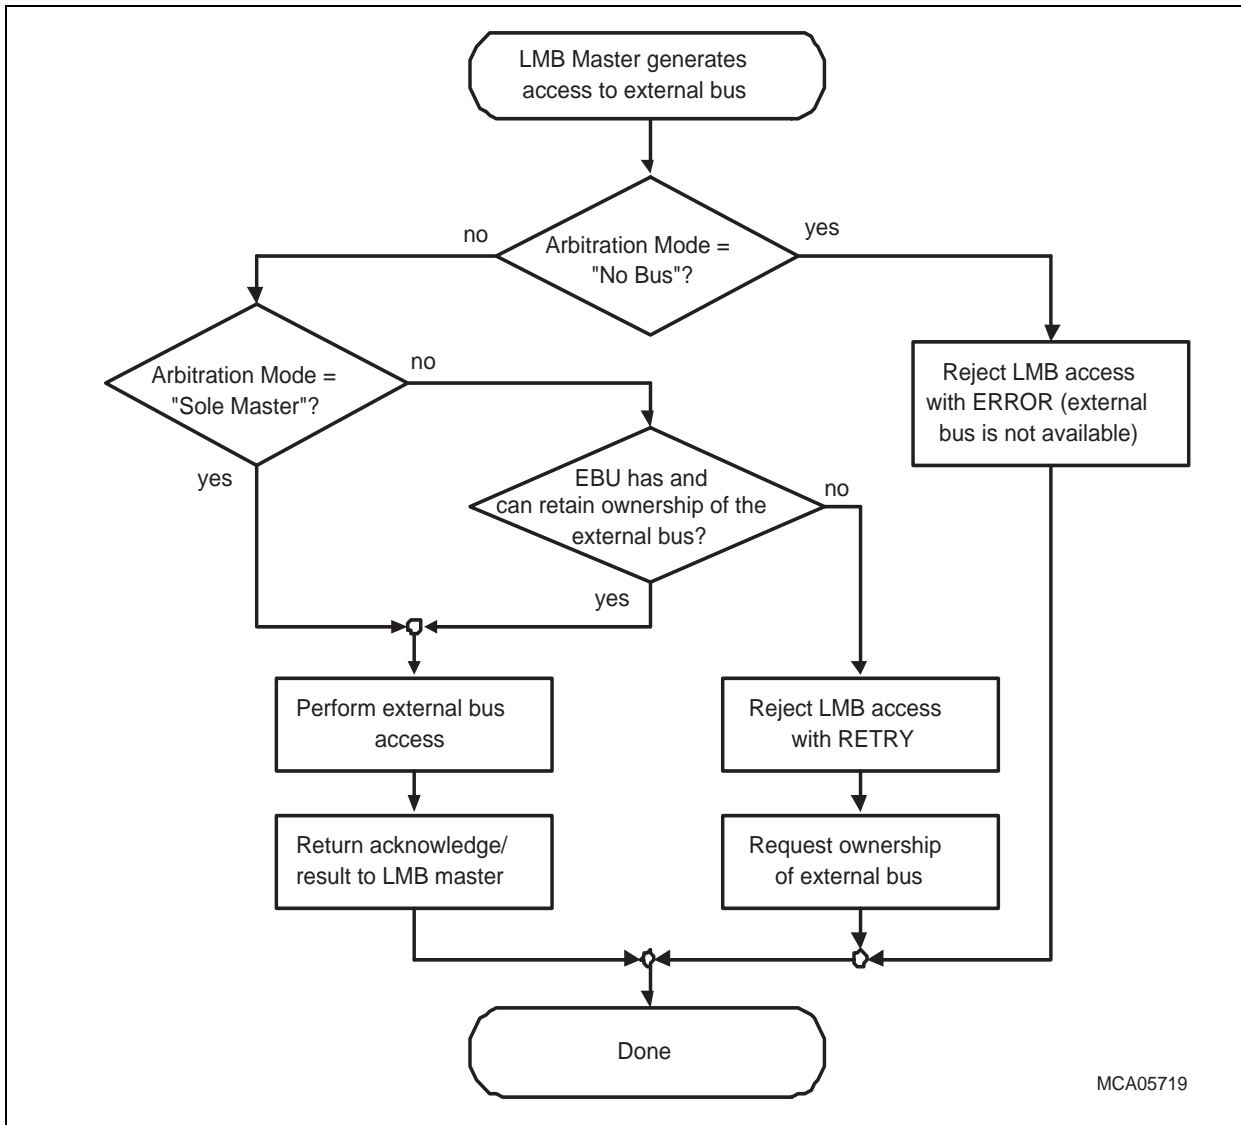 LMB Master generates
access to external bus
no
yes
Arbitration Mode =
"No Bus"?
Arbitration Mode =
"Sole Master"?
no
yes
Reject LMB access
with ERROR (external
bus is not available)
EBU has and
can retain ownership of the
external bus?
no
yes
Perform external bus
access
Reject LMB access
with RETRY
Return acknowledge/
result to LMB master
Request ownership
of external bus
Done
MCA05719